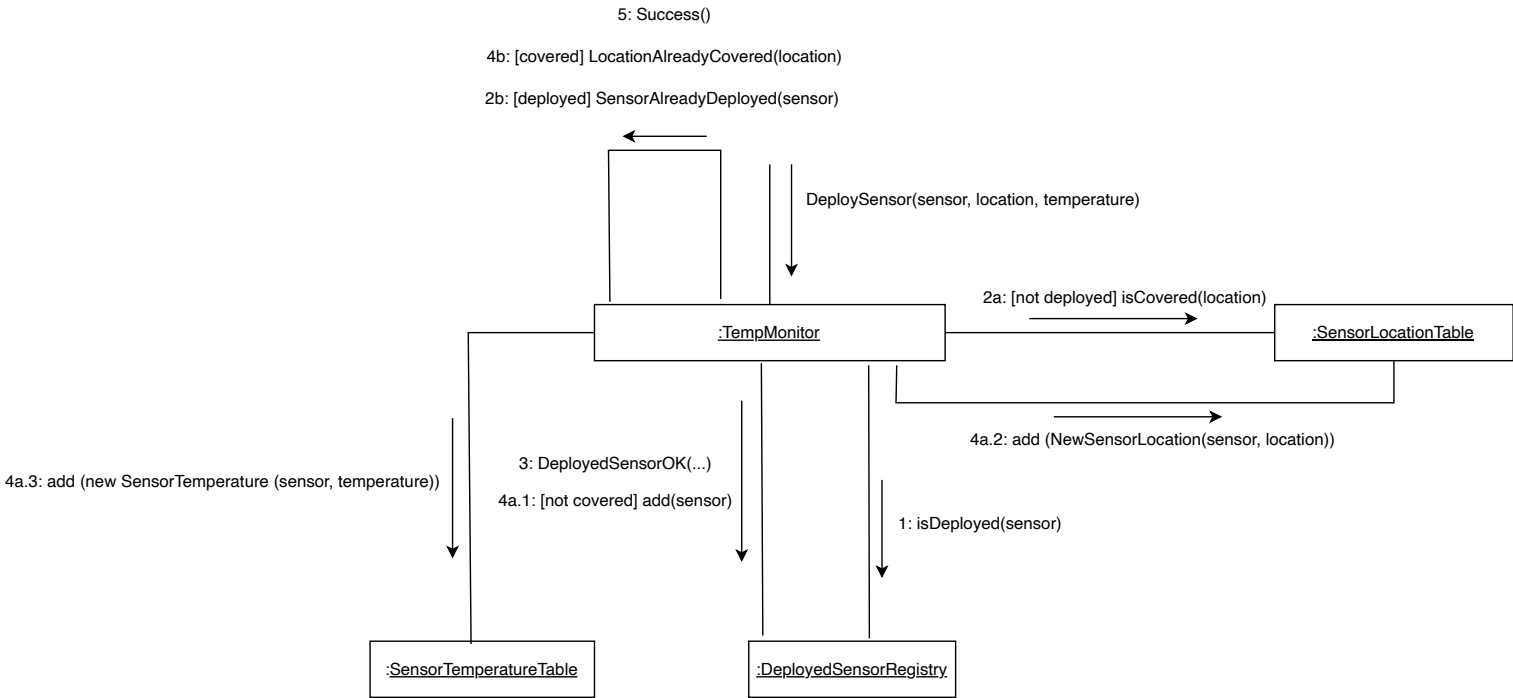 5: Success()
4b: [covered] LocationAlreadyCovered(location)
2b: [deployed] SensorAlreadyDeployed(sensor)
DeploySensor(sensor, location, temperature)
2a: [not deployed] isCovered(location)
:TempMonitor
:SensorLocationTable
4a.2: add (NewSensorLocation(sensor, location))
3: DeployedSensorOK(...)
4a.3: add (new SensorTemperature (sensor, temperature))
4a.1: [not covered] add(sensor)
1: isDeployed(sensor)
:SensorTemperatureTable
:DeployedSensorRegistry